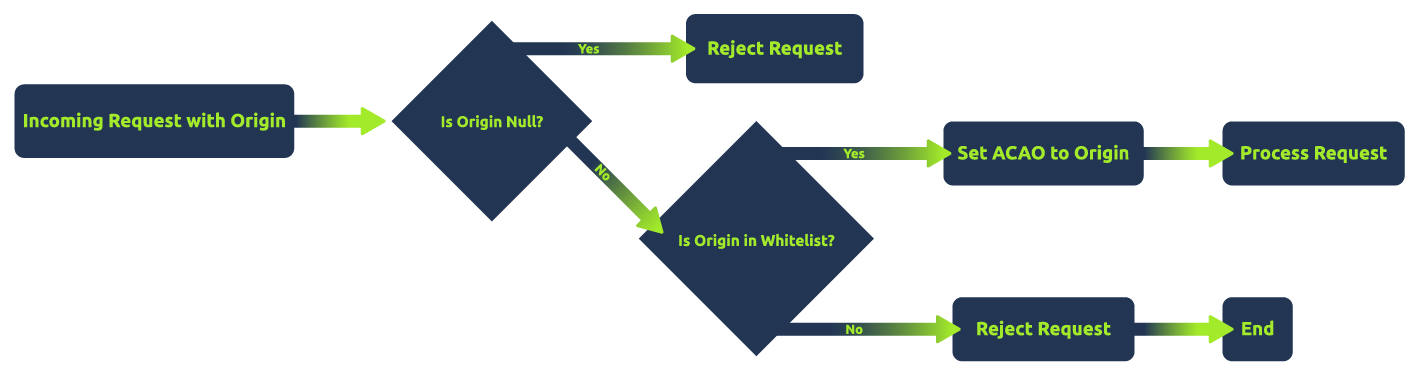 Incoming Request with Origin
Is Origin Null?
Yes
Reject Request
No
Is Origin in Whitelist?
Yes
Set ACAO to Origin
Process Request
No
Reject Request
End